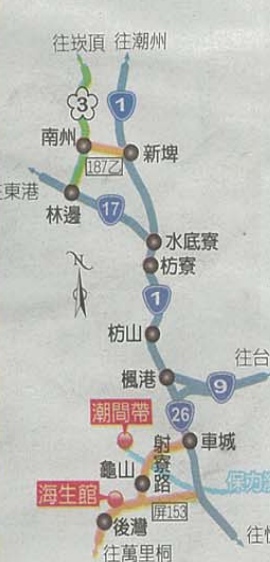 往崁頂
往潮州
3
1
南州
新埤
187乙
東港
林邊
17
水底寮
枋寮
N
1
枋山
楓港
往台
9
26
潮間帶
射寮路
車城
龜山
保力
海生館
屏153
後灣
往萬里桐